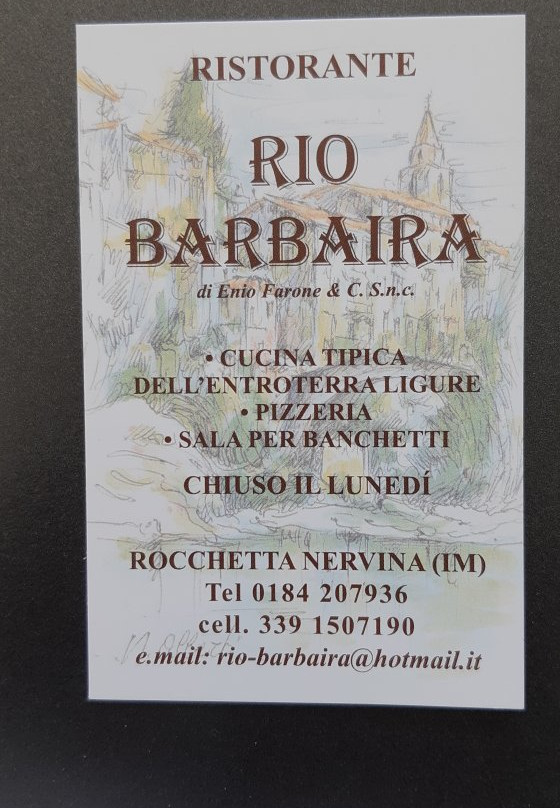 RISTORANTE
RIO
BARBAIRA
di Enio Farone & C. S.n.c.
• CUCINA TIPICA
DELL'ENTROTERRA LIGURE
• PIZZERIA
• SALA PER BANCHETTI
CHIUSO IL LUNEDÍ
ROCCHETTA NERVINA (IM)
Tel 0184 207936
cell. 339 1507190
e.mail: rio-barbaira@hotmail.it